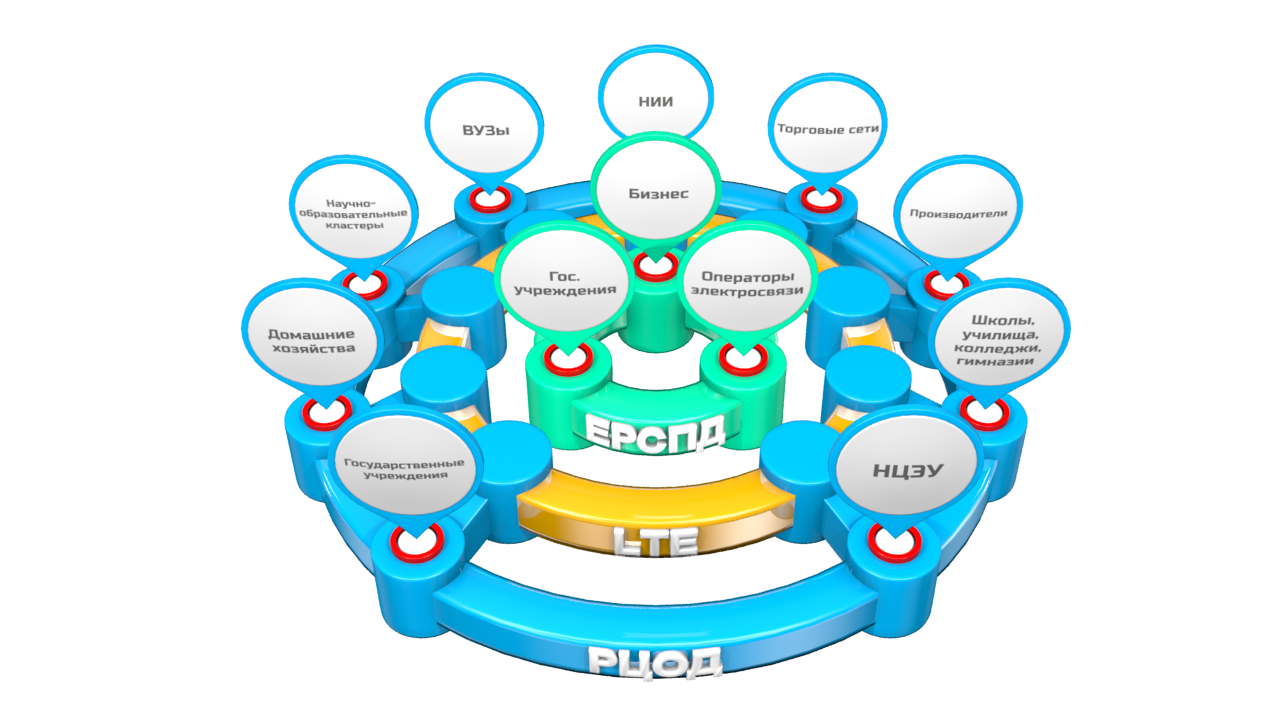 НИИ
ВУЗы
Торговые сети
Бизнес
Научно-
образовательные
кластеры
Производители
Гос.
учреждения
Операторы
электросвязи
Домашние
хозяйства
Школы,
училища,
колледжи,
гимназии
ЕРСПД
Государственные
учреждения
НЦЭУ
LTE
РЦОД